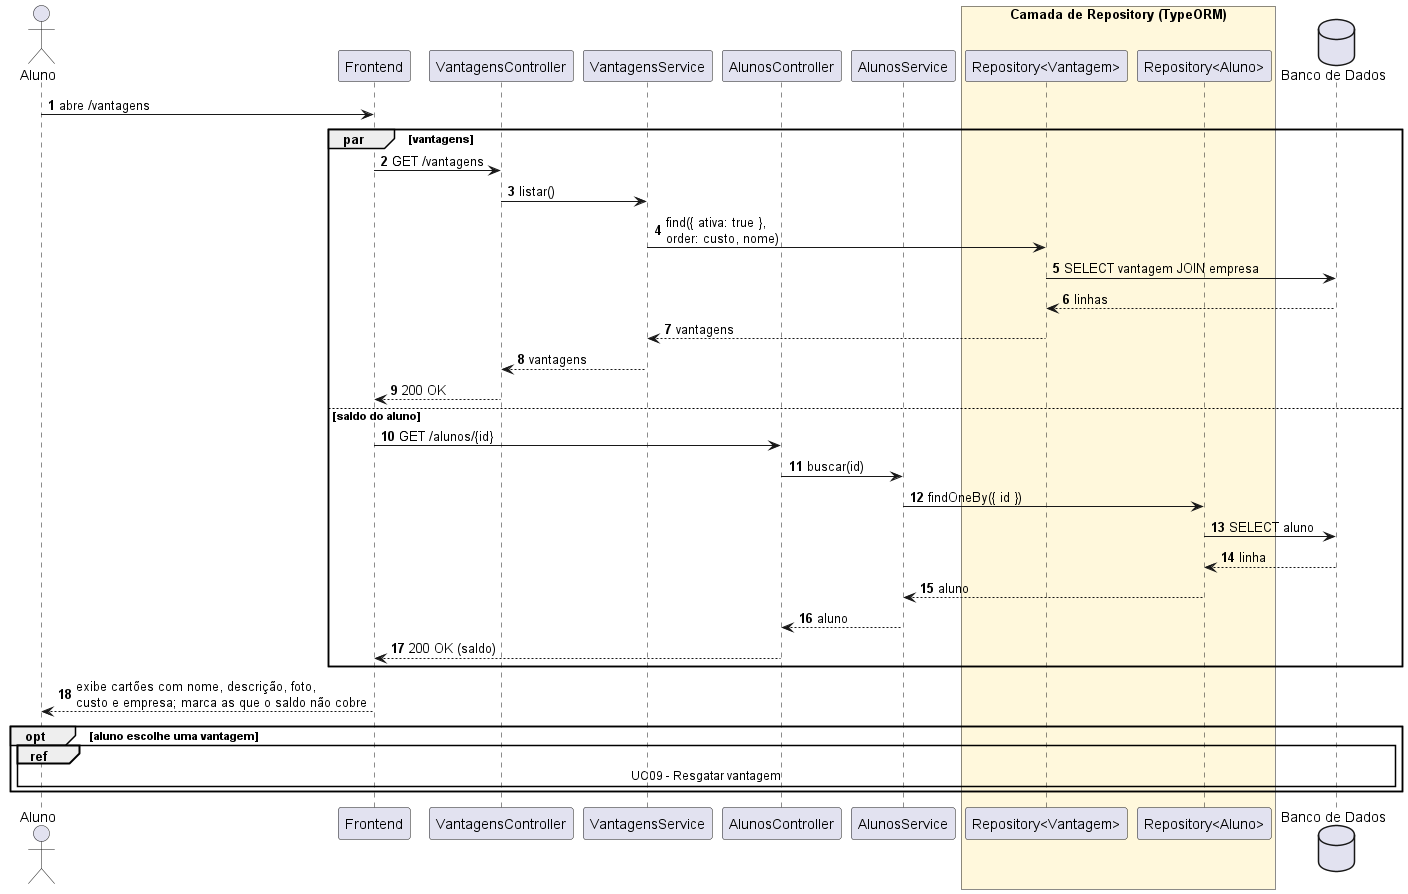 Camada de Repository (TypeORM)
Aluno
Frontend
VantagensController
VantagensService
AlunosController
AlunosService
Repository<Vantagem>
Repository<Aluno>
Banco de Dados
1 abre /vantagens
par [vantagens]
2 GET /vantagens
3 listar()
4 find({ ativa: true },
order: custo, nome)
5 SELECT vantagem JOIN empresa
6 linhas
7 vantagens
8 vantagens
9 200 OK
[saldo do aluno]
10 GET /alunos/{id}
11 buscar(id)
12 findOneBy({ id })
13 SELECT aluno
14 linha
15 aluno
16 aluno
17 200 OK (saldo)
18 exibe cartões com nome, descrição, foto,
custo e empresa; marca as que o saldo não cobre
opt [aluno escolhe uma vantagem]
ref
UC09 - Resgatar vantagem
Aluno
Frontend
VantagensController
VantagensService
AlunosController
AlunosService
Repository<Vantagem>
Repository<Aluno>
Banco de Dados